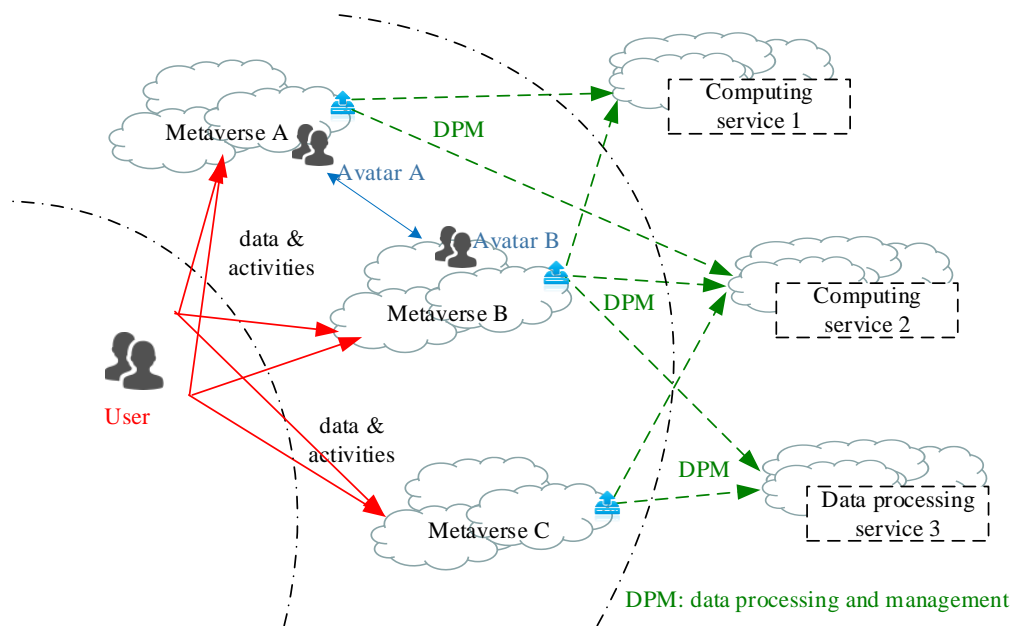 Computing
service 1
Metaverse A
DPM
Avatar A
data &
activities
Avatar B
Metaverse B
DPM
Computing
service 2
User
data &
activities
DPM
Metaverse C
Data processing
service 3
DPM: data processing and management